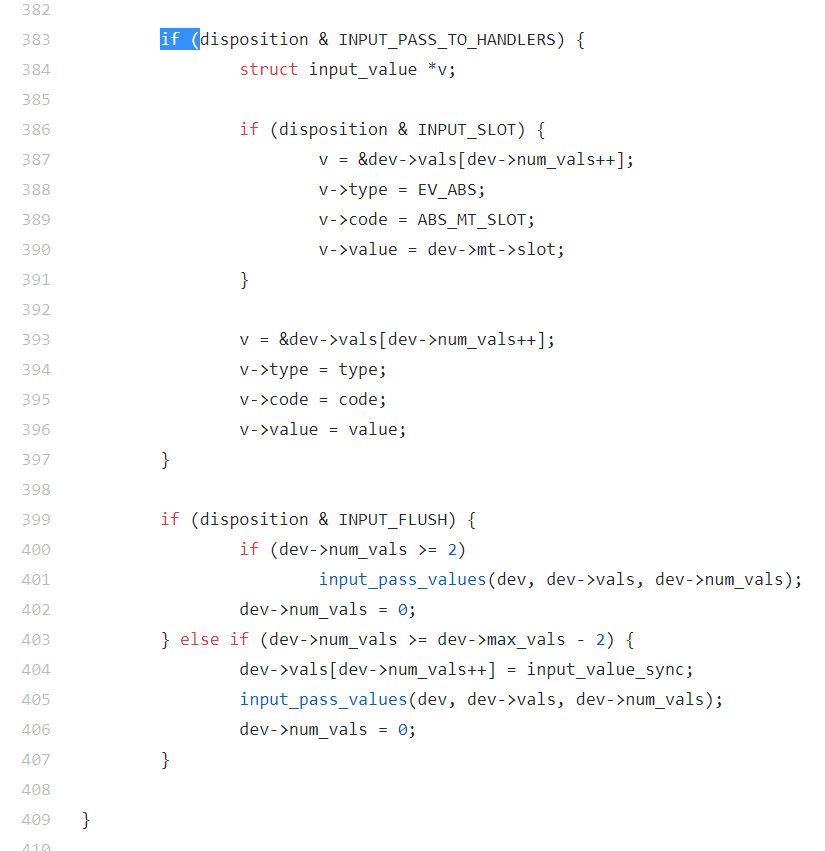 382
383 if (disposition & INPUT_PASS_TO_HANDLERS) {
384 struct input_value *v;
385
386 if (disposition & INPUT_SLOT) {
387 v = &dev->vals[dev->num_vals++];
388 v->type = EV_ABS;
389 v->code = ABS_MT_SLOT;
390 v->value = dev->mt->slot;
391 }
392
393 v = &dev->vals[dev->num_vals++];
394 v->type = type;
395 v->code = code;
396 v->value = value;
397 }
398
399 if (disposition & INPUT_FLUSH) {
400 if (dev->num_vals >= 2)
401 input_pass_values(dev, dev->vals, dev->num_vals);
402 dev->num_vals = 0;
403 } else if (dev->num_vals >= dev->max_vals - 2) {
404 dev->vals[dev->num_vals++] = input_value_sync;
405 input_pass_values(dev, dev->vals, dev->num_vals);
406 dev->num_vals = 0;
407 }
408
409 }
410